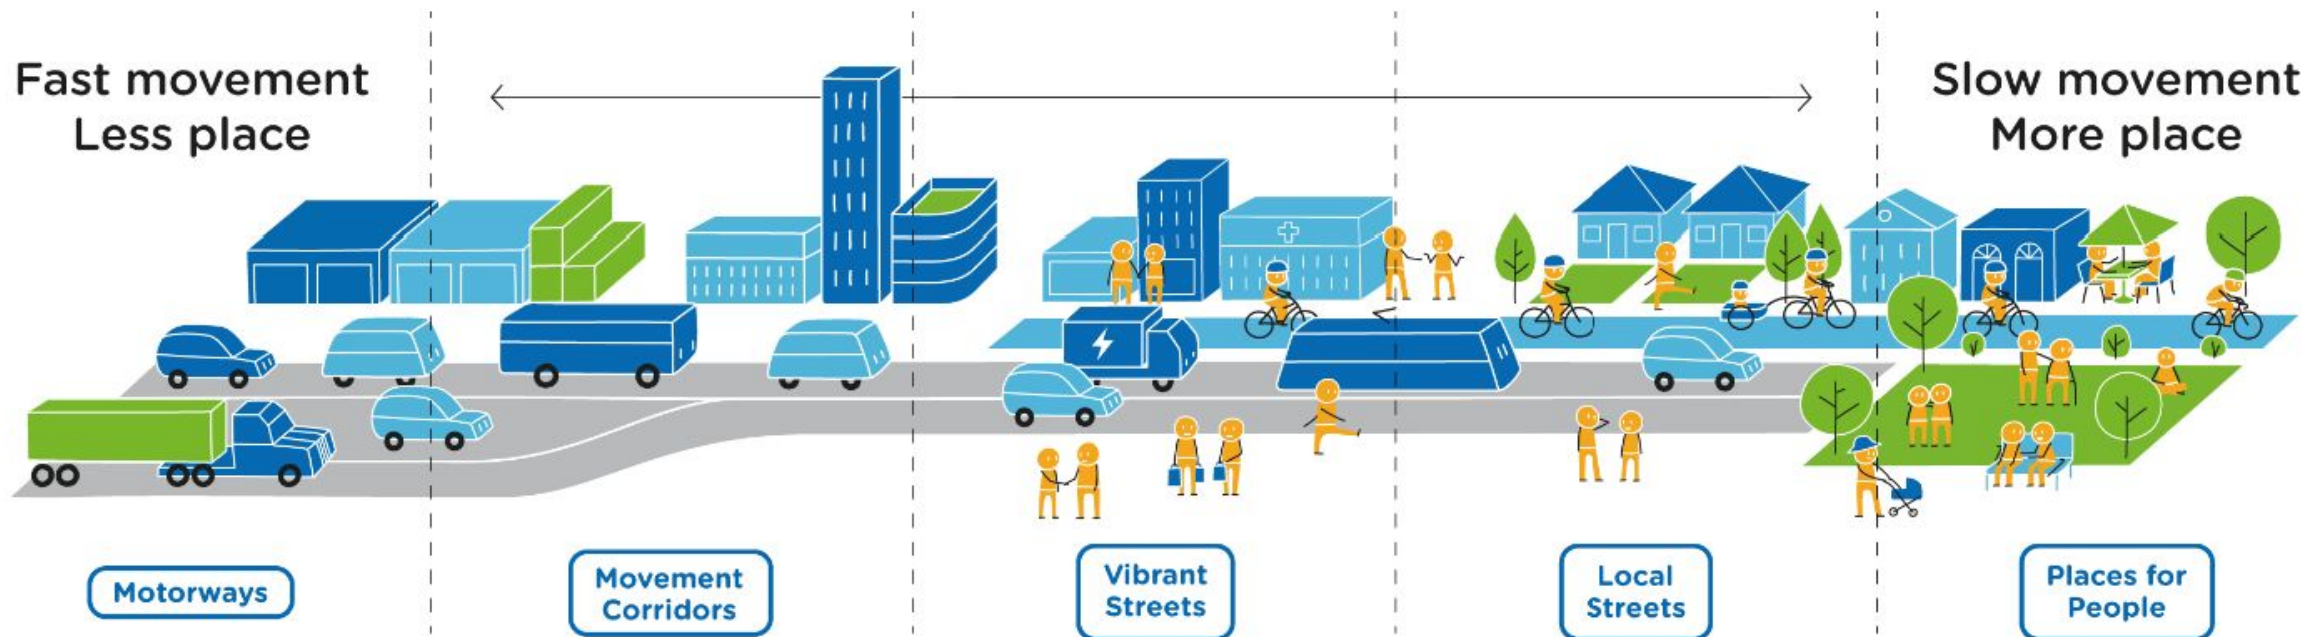 Fast movement
Less place
Slow movement
More place
Motorways
Movement
Corridors
Vibrant
Streets
Local
Streets
Places for
People